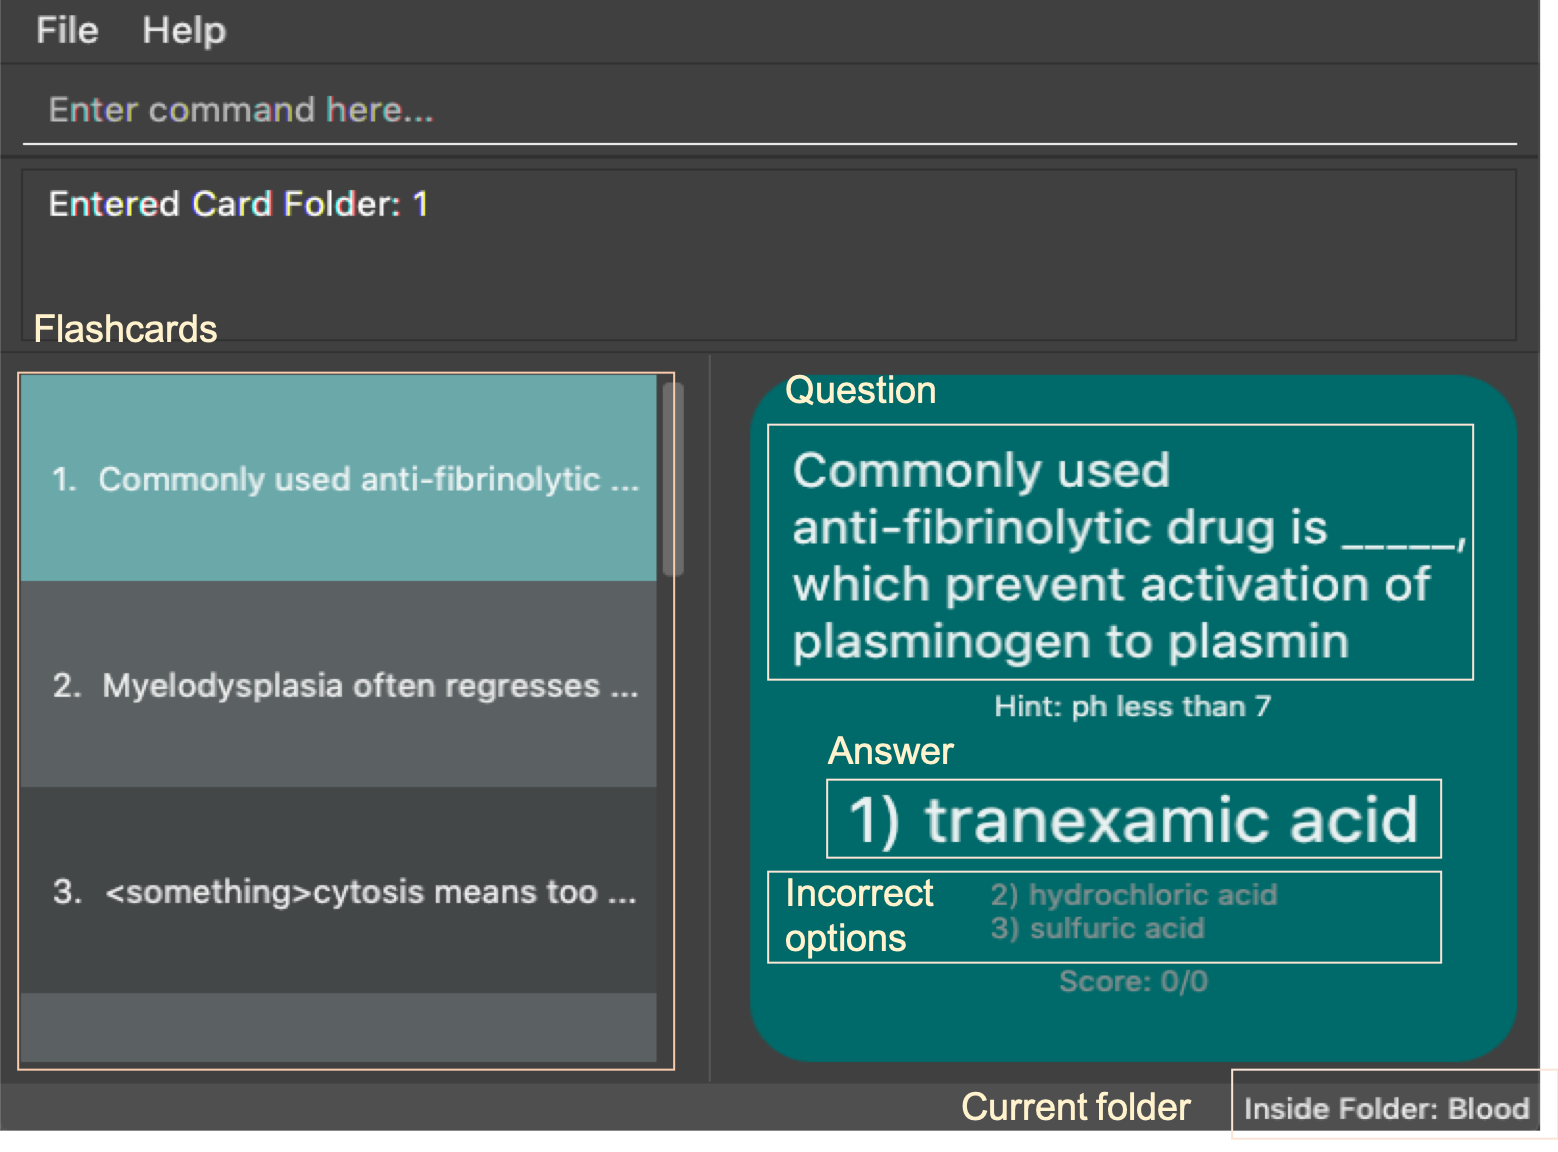 File Help
Enter command here...
Entered Card Folder: 1
Flashcards
1. Commonly used anti-fibrinolytic ...
2. Myelodysplasia often regresses ...
3. <something>cytosis means too ...
Question
Commonly used
anti-fibrinolytic drug is _____,
which prevent activation of
plasminogen to plasmin
Hint: ph less than 7
Answer
1) tranexamic acid
Incorrect
options
2) hydrochloric acid
3) sulfuric acid
Score: 0/0
Current folder
Inside Folder: Blood